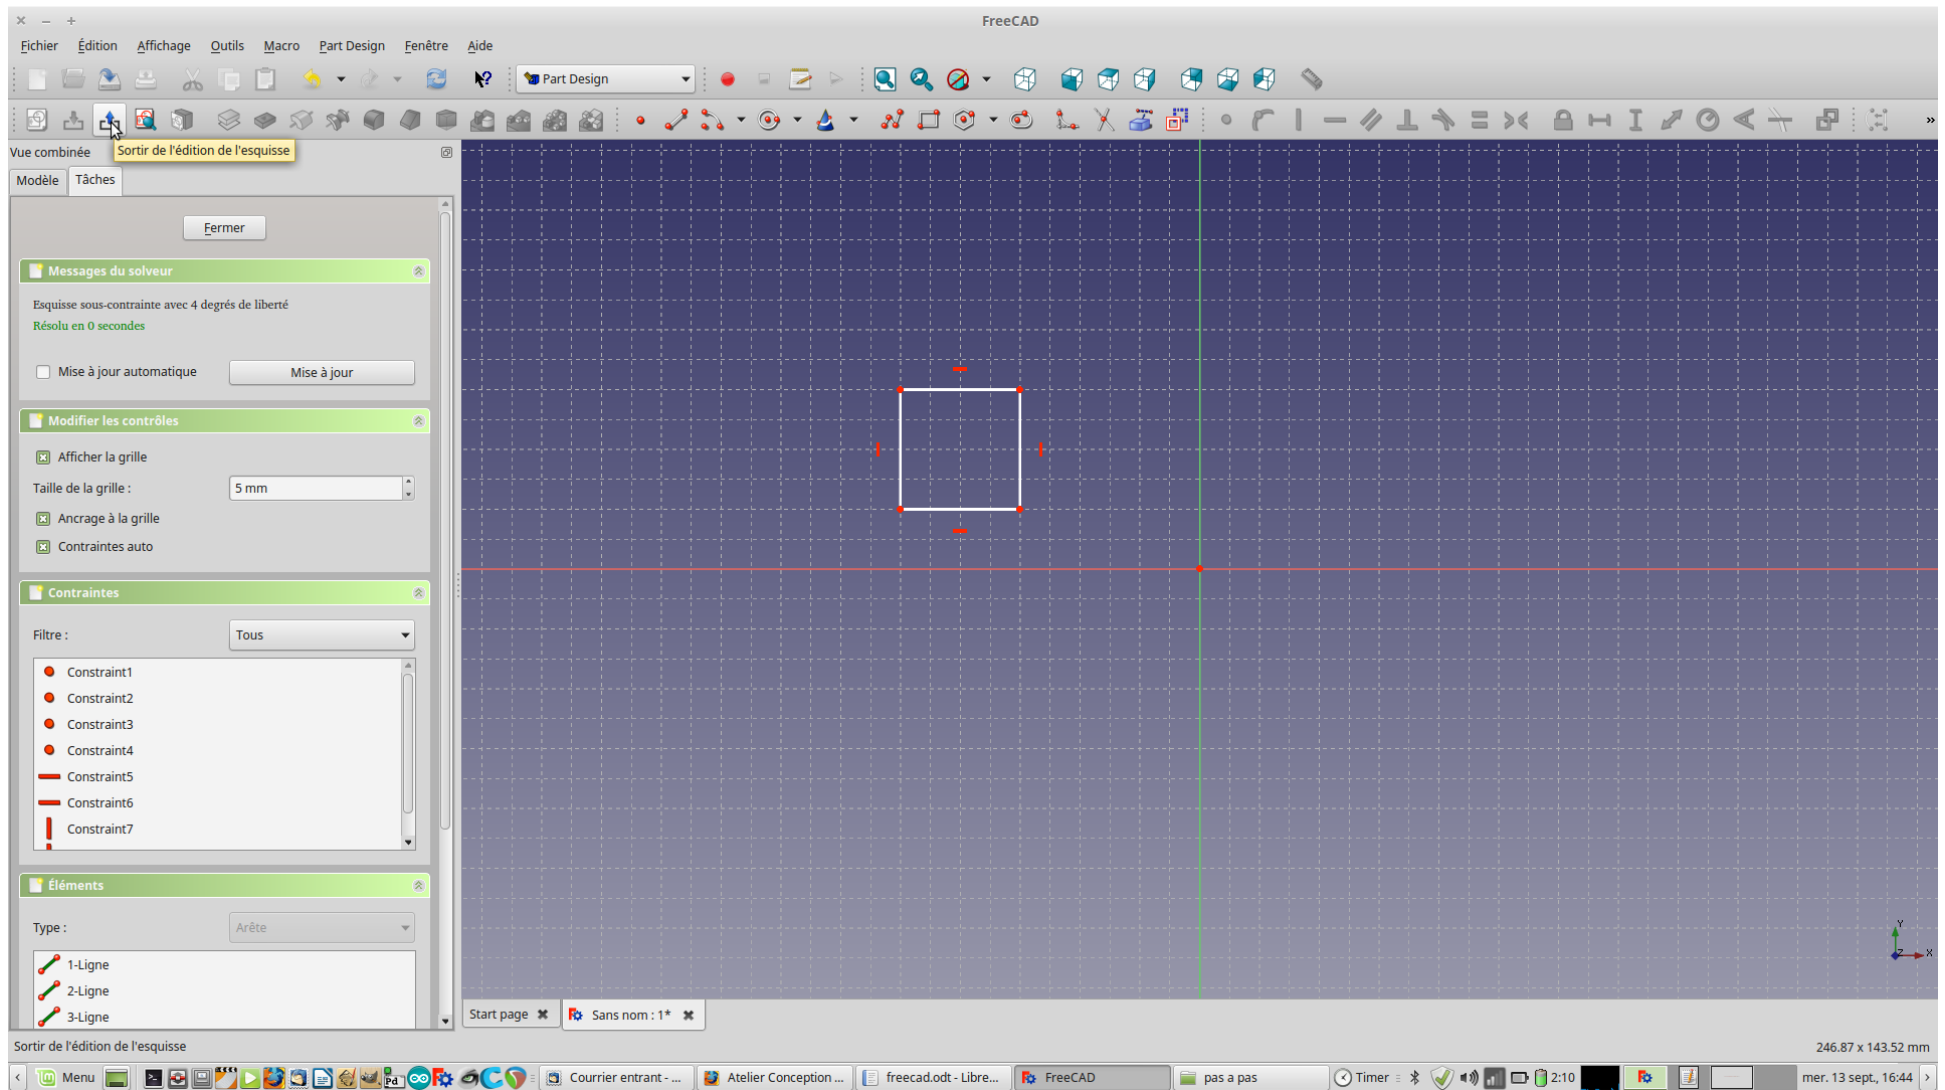 FreeCAD
Fichier Édition Affichage Outils Macro Part Design Fenêtre Aide
Part Design
Vue combinée
Sortir de l'édition de l'esquisse
Modèle Tâches
Fermer
Messages du solveur
Esquisse sous-contrainte avec 4 degrés de liberté
Résolu en 0 secondes
Mise à jour automatique Mise à jour
Modifier les contrôles
Afficher la grille
Taille de la grille : 5 mm
Ancrage à la grille
Contraintes auto
Contraintes
Filtre : Tous
Constraint1
Constraint2
Constraint3
Constraint4
Constraint5
Constraint6
Constraint7
Éléments
Type : Arête
1-Ligne
2-Ligne
3-Ligne
Y
Z X
Start page Sans nom : 1*
Sortir de l'édition de l'esquisse 246.87 x 143.52 mm
Menu Courrier entrant - ... Atelier Conception ... freecad.odt - Libre... FreeCAD pas a pas Timer 2:10 mer. 13 sept., 16:44